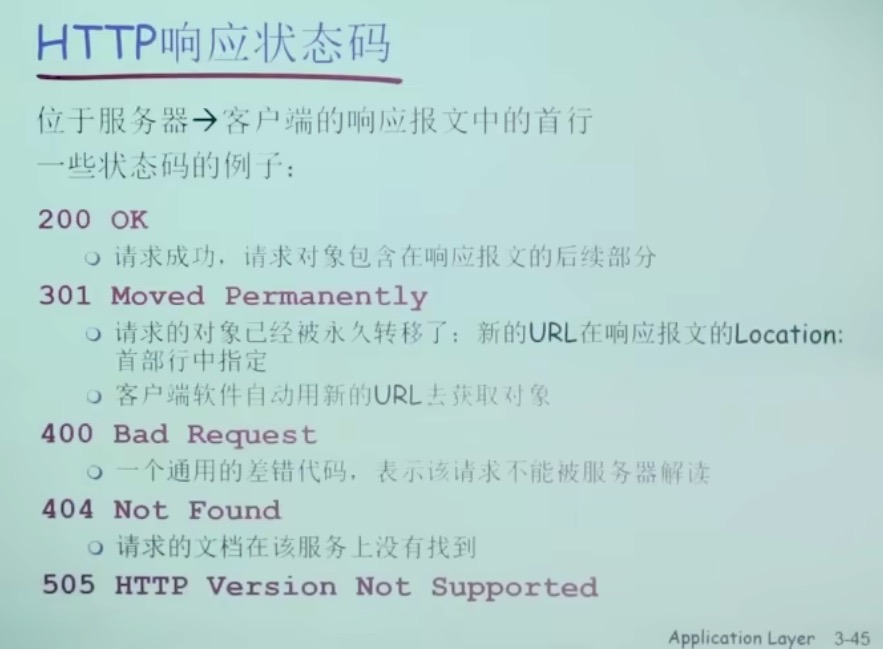 HTTP响应状态码
位于服务器→客户端的响应报文中的首行
一些状态码的例子：
200 OK
请求成功，请求对象包含在响应报文的后续部分
301 Moved Permanently
请求的对象已经被永久转移了；新的URL在响应报文的Location:
首部行中指定
客户端软件自动用新的URL去获取对象
400 Bad Request
一个通用的差错代码，表示该请求不能被服务器解读
404 Not Found
请求的文档在该服务上没有找到
505 HTTP Version Not Supported
Application Layer 3-45